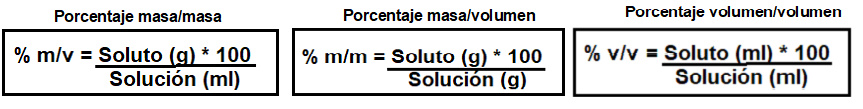 Porcentaje masa/masa
% m/v = Soluto (g) * 100
Solución (ml)
Porcentaje masa/volumen
% m/m = Soluto (g) * 100
Solución (g)
Porcentaje volumen/volumen
% v/v = Soluto (ml) * 100
Solución (ml)